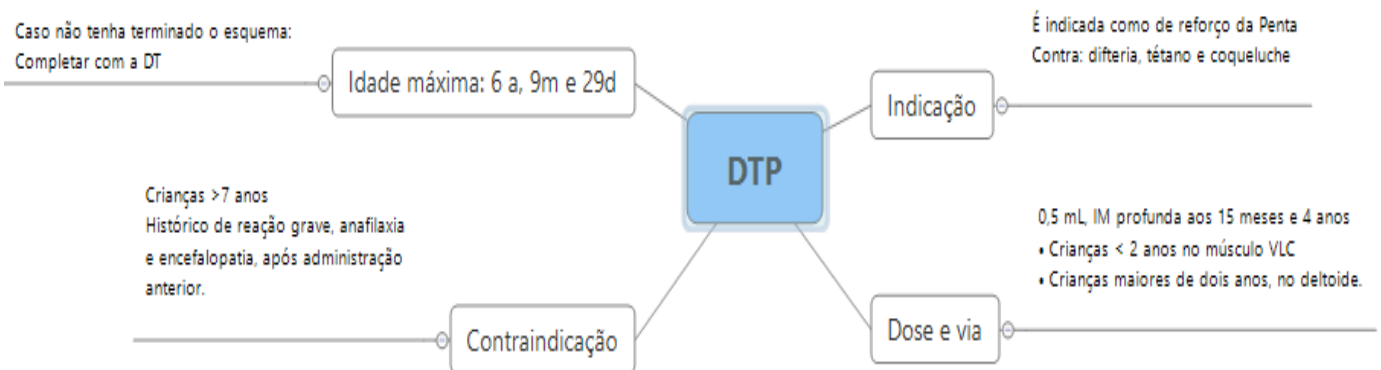 Caso não tenha terminado o esquema:
Completar com a DT
Idade máxima: 6 a, 9m e 29d
É indicada como de reforço da Penta
Contra: difteria, tétano e coqueluche
Indicação
DTP
Crianças >7 anos
Histórico de reação grave, anafilaxia
e encefalopatia, após administração
anterior.
Contraindicação
0,5 mL, IM profunda aos 15 meses e 4 anos
• Crianças < 2 anos no músculo VLC
• Crianças maiores de dois anos, no deltoide.
Dose e via